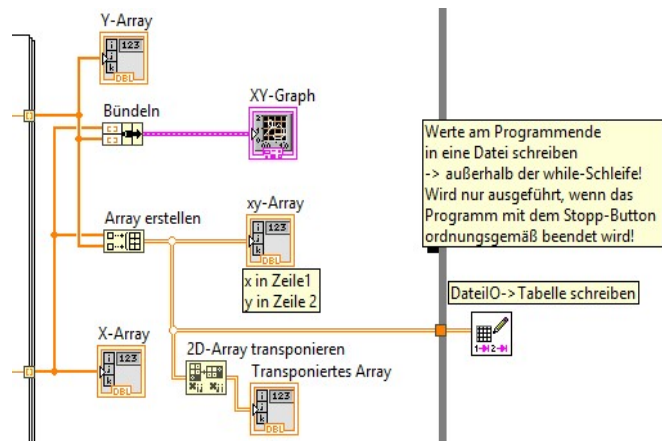 Y-Array
i
j
k
123
DBL
Bündeln
XY-Graph
Werte am Programmende
in eine Datei schreiben
-> außerhalb der while-Schleife!
Wird nur ausgeführt, wenn das
Programm mit dem Stopp-Button
ordnungsgemäß beendet wird!
Array erstellen
xy-Array
i
j
k
123
DBL
x in Zeile1
y in Zeile 2
DateiIO->Tabelle schreiben
X-Array
i
j
k
123
DBL
2D-Array transponieren
Transponiertes Array
i
j
k
123
DBL